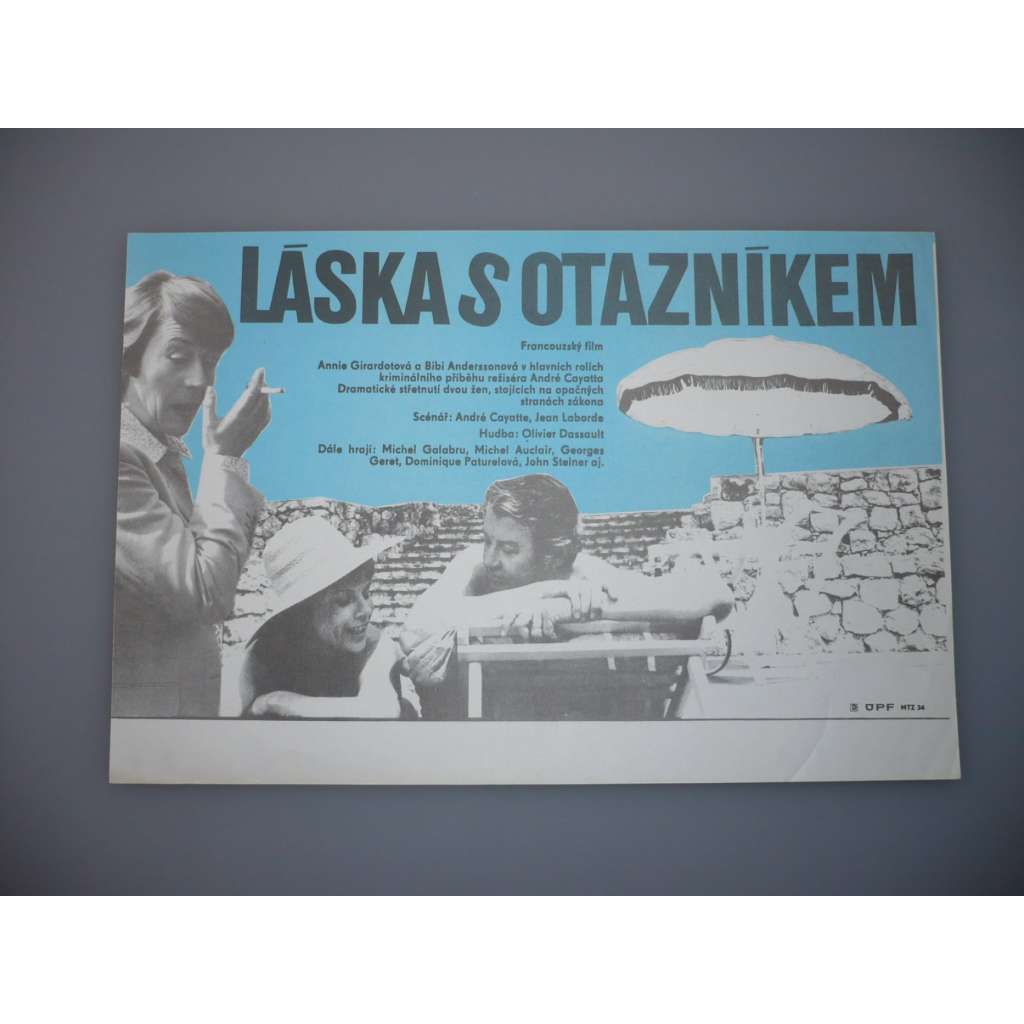 LÁSKA S OTAZNÍKEM
Francouzský film
Annie Girardotová a Bibi Anderssonová v hlavních rolích
kriminálního příběhu režiséra André Cayatta
Dramatické střetnutí dvou žen, stojících na opačných
stranách zákona
Scénář: André Cayatte, Jean Laborde
Hudba: Olivier Dassault
Dále hrají: Michel Galabru, Michel Auclair, Georges
Geret, Dominique Paturelová, John Steiner aj.
ÚPF MTZ 34